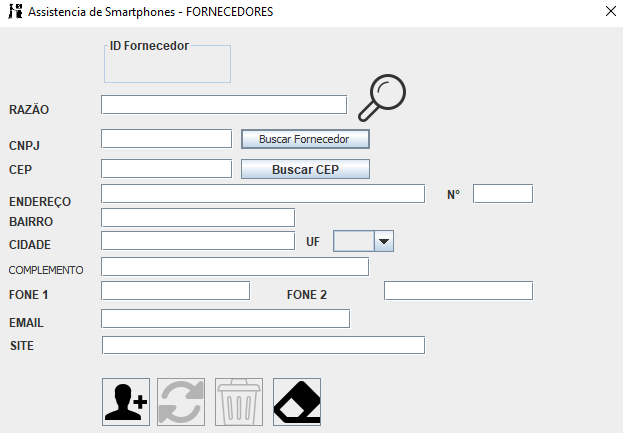 Assistencia de Smartphones - FORNECEDORES
ID Fornecedor
RAZÃO
CNPJ Buscar Fornecedor
CEP Buscar CEP
ENDEREÇO N°
BAIRRO
CIDADE UF
COMPLEMENTO
FONE 1 FONE 2
EMAIL
SITE